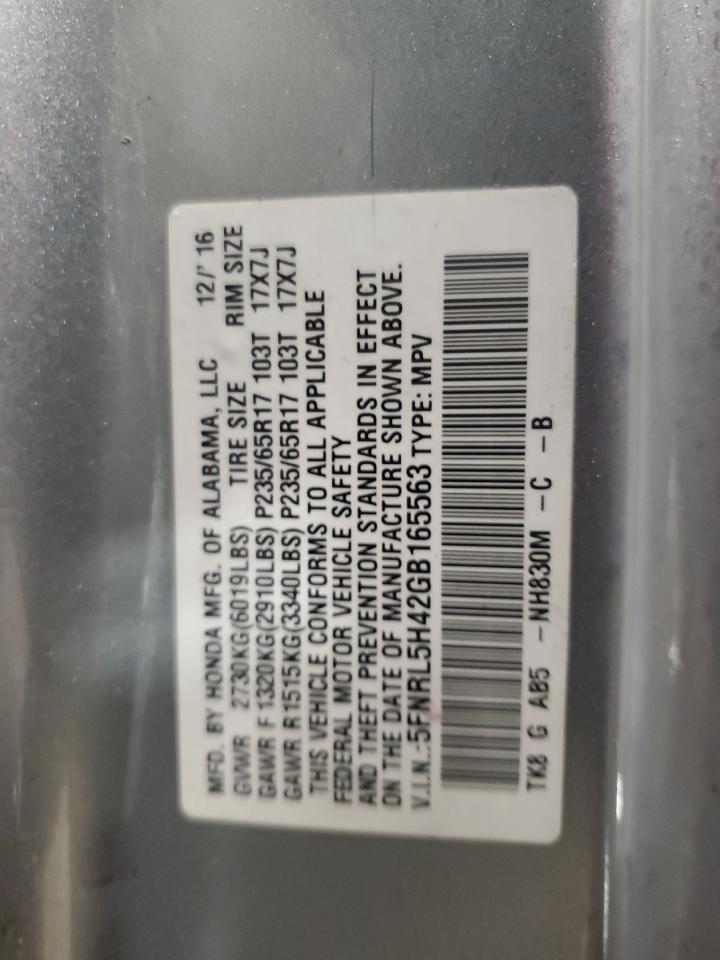 MFD. BY HONDA MFG. OF ALABAMA, LLC 12/' 16
GVWR 2730KG(6019LBS) TIRE SIZE RIM SIZE
GAWR F 1320KG(2910LBS) P235/65R17 103T 17X7J
GAWR R1515KG(3340LBS) P235/65R17 103T 17X7J
THIS VEHICLE CONFORMS TO ALL APPLICABLE
FEDERAL MOTOR VEHICLE SAFETY
AND THEFT PREVENTION STANDARDS IN EFFECT
ON THE DATE OF MANUFACTURE SHOWN ABOVE.
V.I.N.:5FNRL5H42GB165563 TYPE: MPV
TK8 G AB5 -NH830M -C -B